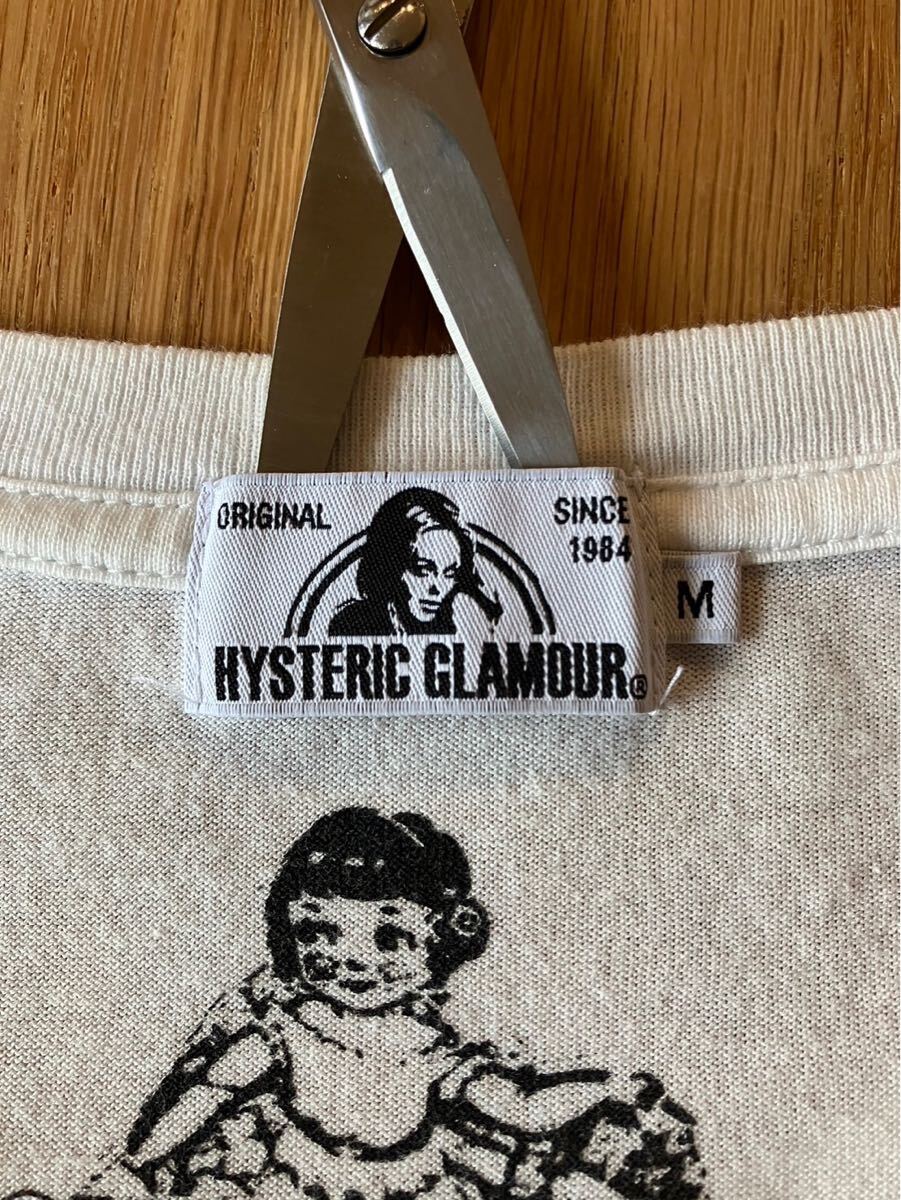 ORIGINAL
SINCE
1984
HYSTERIC GLAMOUR®
M